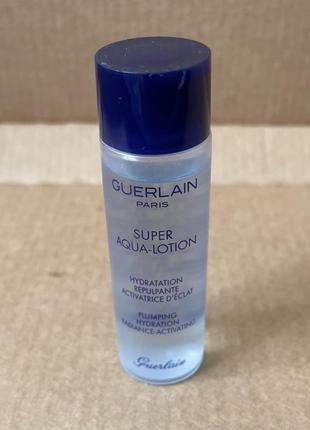 GUERLAIN
PARIS
SUPER
AQUA-LOTION
HYDRATATION
REPULPANTE
ACTIVATRICE D'ÉCLAT
PLUMPING
HYDRATION
RADIANCE-ACTIVATING
Guerlain